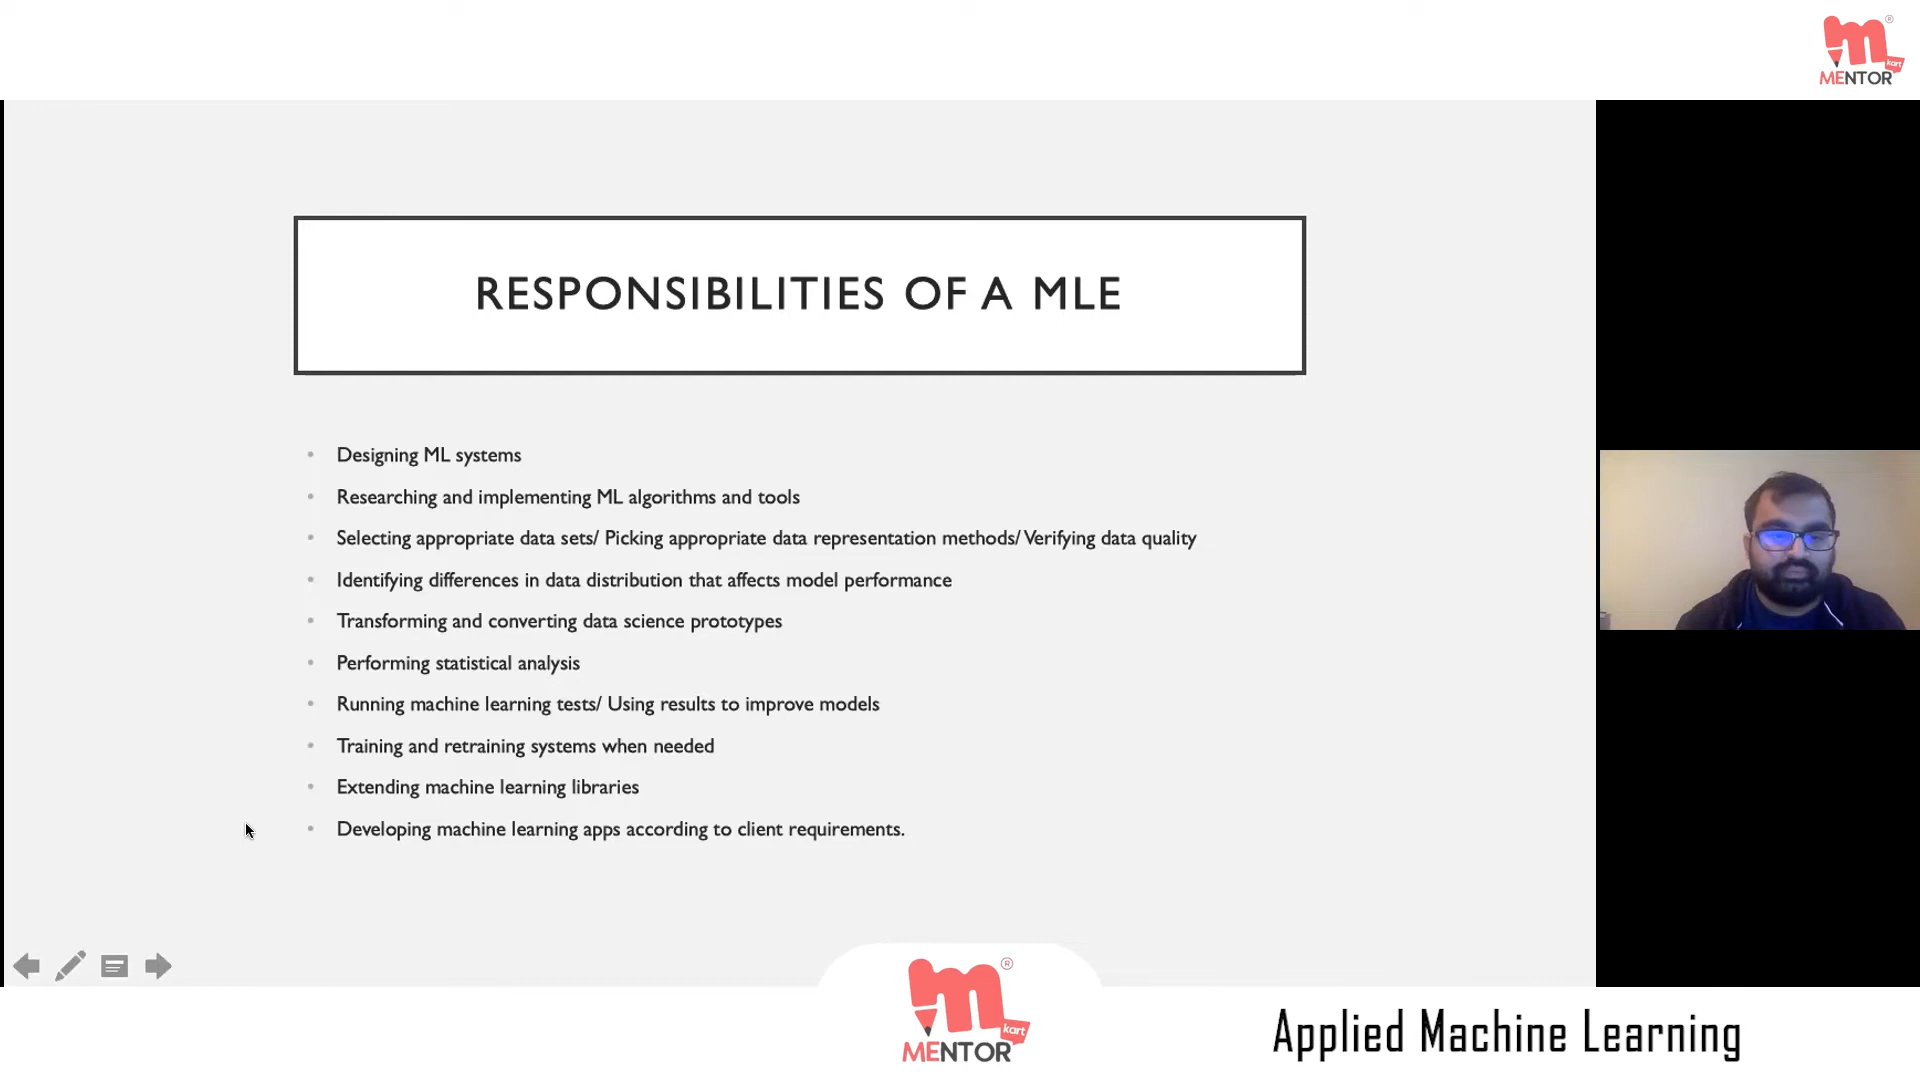 m
®
kart
MENTOR
RESPONSIBILITIES OF A MLE
• Designing ML systems
• Researching and implementing ML algorithms and tools
• Selecting appropriate data sets/ Picking appropriate data representation methods/ Verifying data quality
• Identifying differences in data distribution that affects model performance
• Transforming and converting data science prototypes
• Performing statistical analysis
• Running machine learning tests/ Using results to improve models
• Training and retraining systems when needed
• Extending machine learning libraries
• Developing machine learning apps according to client requirements.
m
®
kart
MENTOR
Applied Machine Learning